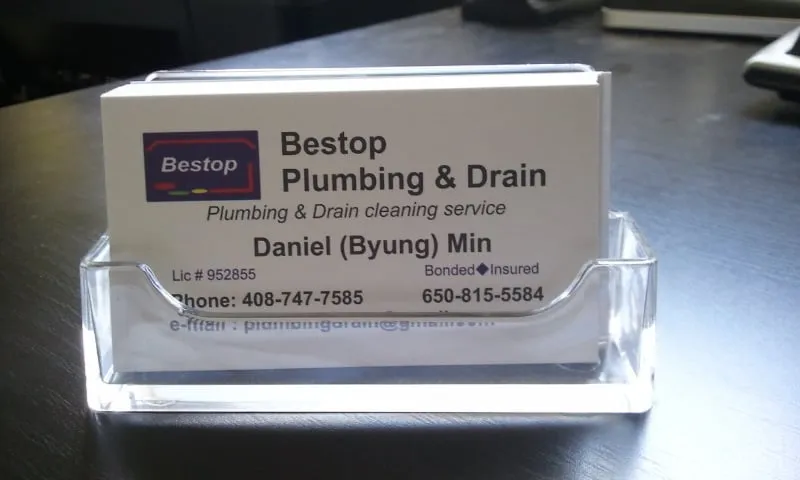 Bestop
Bestop
Plumbing & Drain
Plumbing & Drain cleaning service
Daniel (Byung) Min
Lic # 952855 Bonded◆Insured
Phone: 408-747-7585 650-815-5584
e-mail :